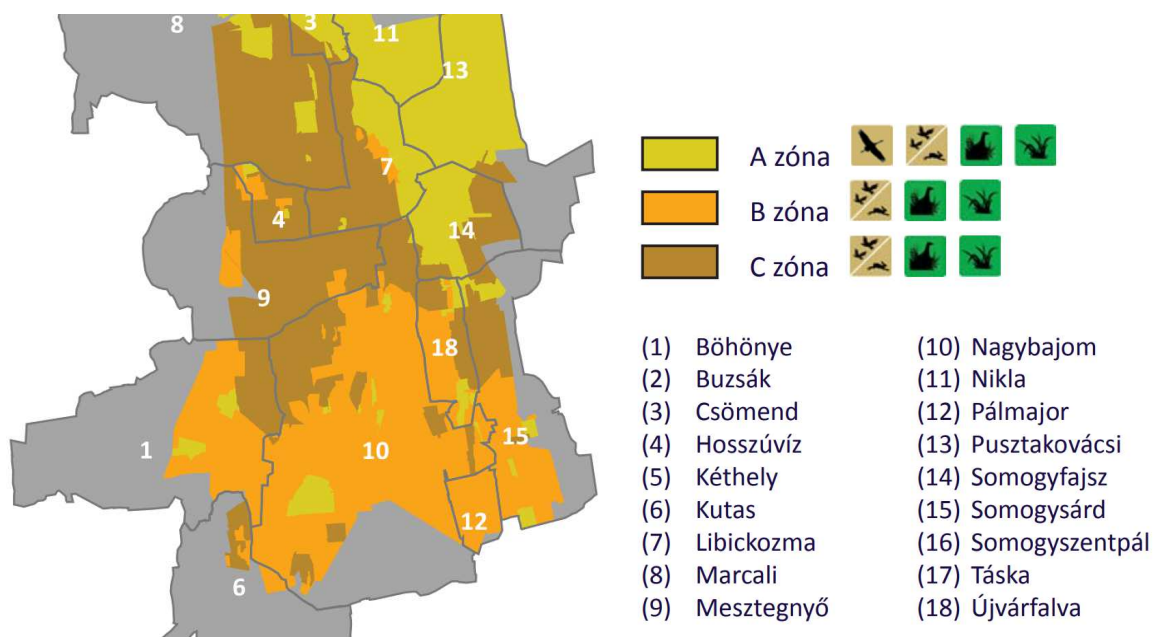 8
3
11
13
7
4
14
9
18
1
10
15
12
6
A zóna
B zóna
C zóna
(1) Böhönye
(2) Buzsák
(3) Csömend
(4) Hosszúvíz
(5) Kéthely
(6) Kutas
(7) Libickozma
(8) Marcali
(9) Mesztegnyő
(10) Nagybajom
(11) Nikla
(12) Pálmajor
(13) Pusztakovácsi
(14) Somogyfajsz
(15) Somogysárd
(16) Somogyszentpál
(17) Táska
(18) Újvárfalva